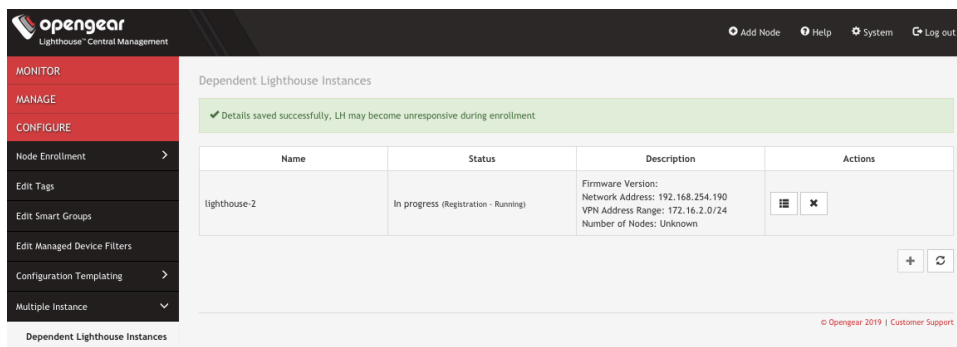 opengear
Lighthouse™ Central Management
Add Node Help System Log out
MONITOR
MANAGE
CONFIGURE
Node Enrollment
Edit Tags
Edit Smart Groups
Edit Managed Device Filters
Configuration Templating
Multiple Instance
Dependent Lighthouse Instances
Dependent Lighthouse Instances
Details saved successfully, LH may become unresponsive during enrollment
Name Status Description Actions
lighthouse-2
In progress (Registration - Running)
Firmware Version:
Network Address: 192.168.254.190
VPN Address Range: 172.16.2.0/24
Number of Nodes: Unknown
© Opengear 2019 | Customer Support